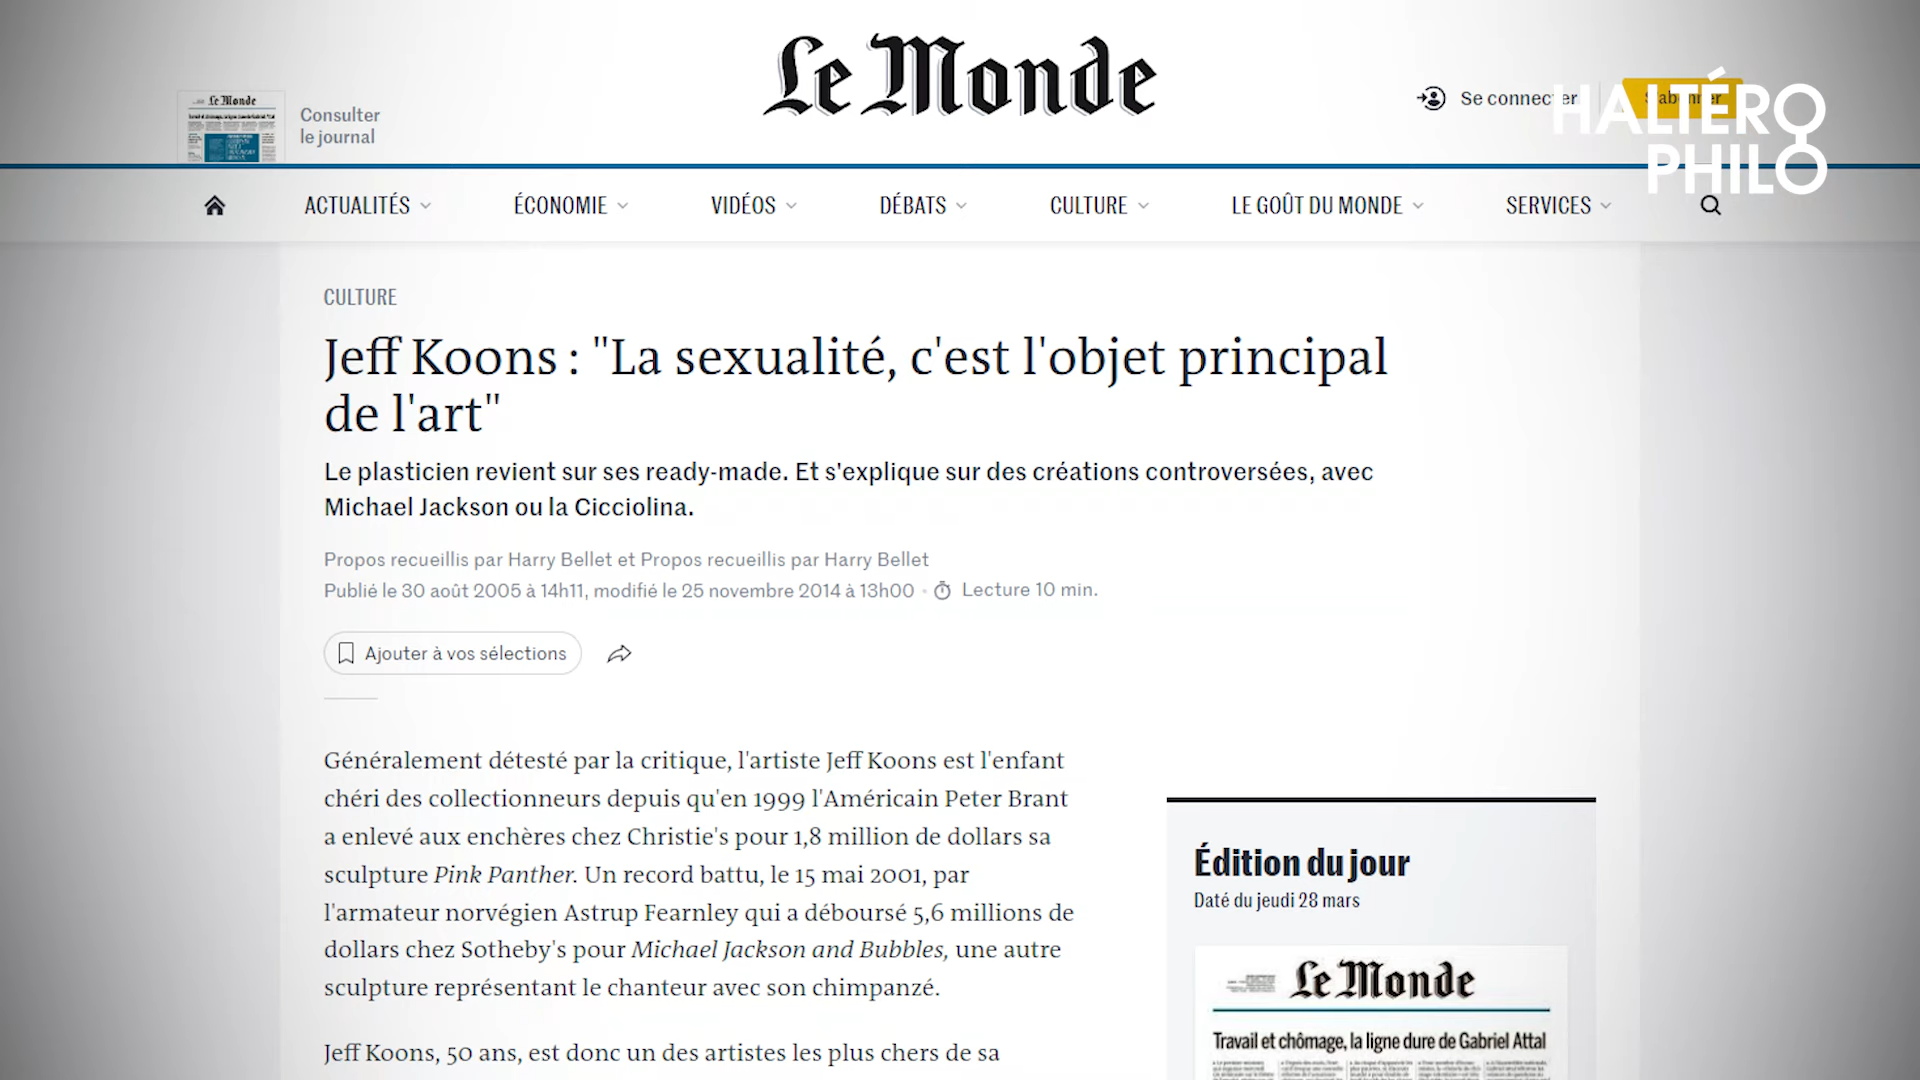 Le Monde
Le Monde
Consulter
le journal
Se connecter
S'abonner
HALTÉRO
PHILO
ACTUALITÉS
ÉCONOMIE
VIDÉOS
DÉBATS
CULTURE
LE GOÛT DU MONDE
SERVICES
CULTURE
Jeff Koons : "La sexualité, c'est l'objet principal
de l'art"
Le plasticien revient sur ses ready-made. Et s'explique sur des créations controversées, avec
Michael Jackson ou la Cicciolina.
Propos recueillis par Harry Bellet et Propos recueillis par Harry Bellet
Publié le 30 août 2005 à 14h11, modifié le 25 novembre 2014 à 13h00 • Lecture 10 min.
Ajouter à vos sélections
Généralement détesté par la critique, l'artiste Jeff Koons est l'enfant
chéri des collectionneurs depuis qu'en 1999 l'Américain Peter Brant
a enlevé aux enchères chez Christie's pour 1,8 million de dollars sa
sculpture Pink Panther. Un record battu, le 15 mai 2001, par
l'armateur norvégien Astrup Fearnley qui a déboursé 5,6 millions de
dollars chez Sotheby's pour Michael Jackson and Bubbles, une autre
sculpture représentant le chanteur avec son chimpanzé.
Jeff Koons, 50 ans, est donc un des artistes les plus chers de sa
Édition du jour
Daté du jeudi 28 mars
Le Monde
Travail et chômage, la ligne dure de Gabriel Attal